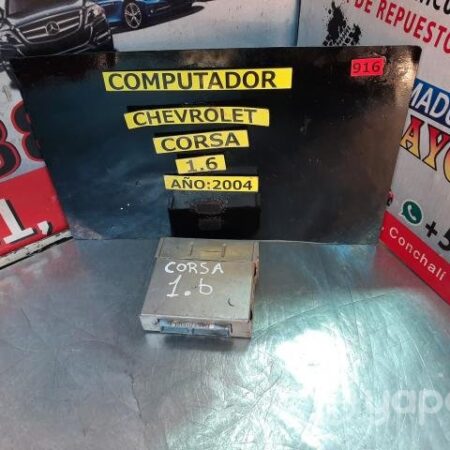 COMPUTADOR
916
CHEVROLET
CORSA
1.6
AÑO:2004
DE REPUESTO
CORSA
1.6
Conchalí
yapo